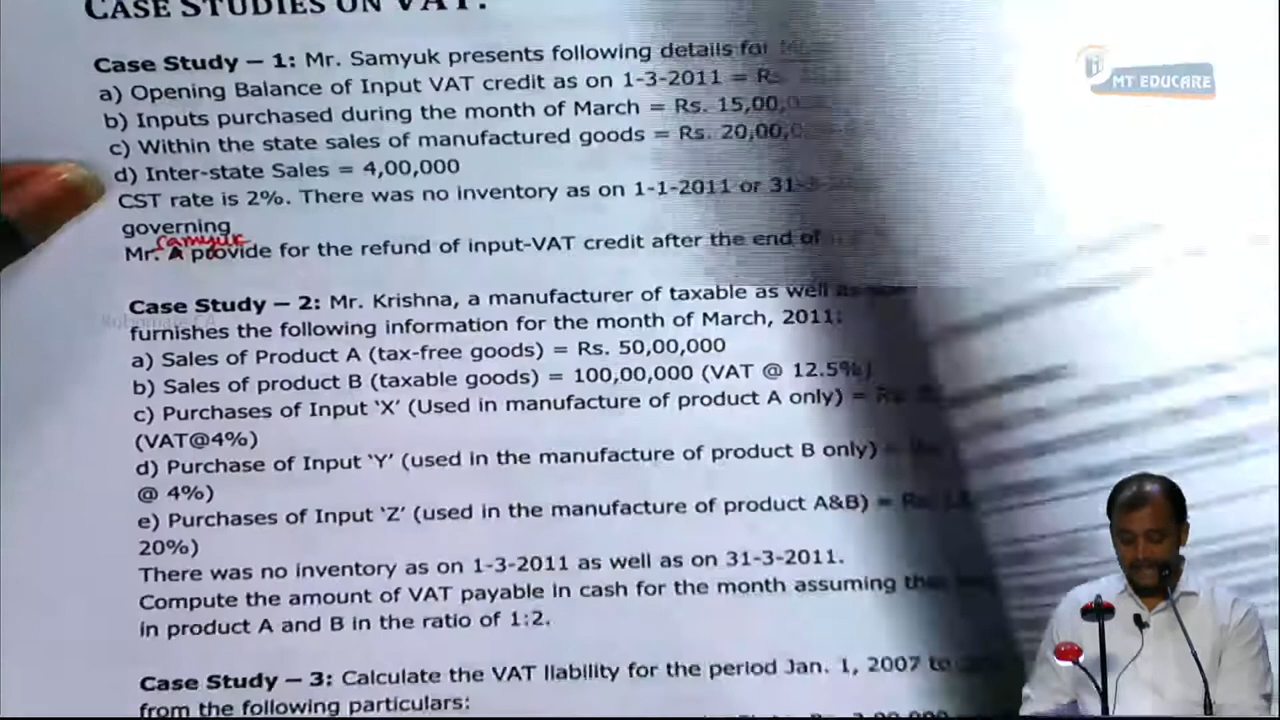 CASE STUDIES ON VAT:
Case Study – 1: Mr. Samyuk presents following details for
a) Opening Balance of Input VAT credit as on 1-3-2011 = Rs.
b) Inputs purchased during the month of March = Rs. 15,00,0
c) Within the state sales of manufactured goods = Rs. 20,00,0
d) Inter-state Sales = 4,00,000
CST rate is 2%. There was no inventory as on 1-1-2011 or 31-3-
governing
samyuk
Mr. A provide for the refund of input-VAT credit after the end of
Case Study – 2: Mr. Krishna, a manufacturer of taxable as well as
furnishes the following information for the month of March, 2011:
a) Sales of Product A (tax-free goods) = Rs. 50,00,000
b) Sales of product B (taxable goods) = 100,00,000 (VAT @ 12.5%)
c) Purchases of Input ‘X’ (Used in manufacture of product A only) = Rs.
(VAT@4%)
d) Purchase of Input ‘Y’ (used in the manufacture of product B only)
@ 4%)
e) Purchases of Input ‘Z’ (used in the manufacture of product A&B) = Rs.
20%)
There was no inventory as on 1-3-2011 as well as on 31-3-2011.
Compute the amount of VAT payable in cash for the month assuming
in product A and B in the ratio of 1:2.
Case Study – 3: Calculate the VAT liability for the period Jan. 1, 2007 to
from the following particulars:
MT EDUCARE